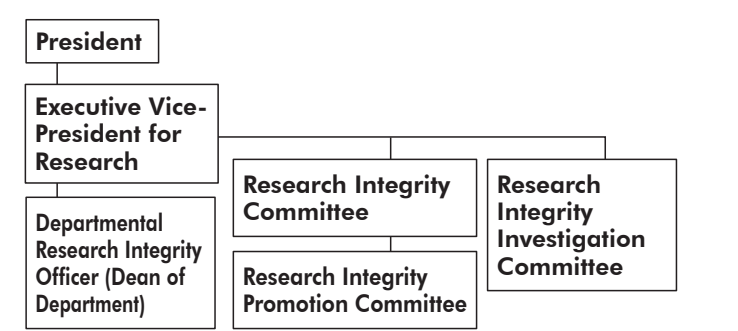 President
Executive Vice-
President for
Research
Departmental
Research Integrity
Officer (Dean of
Department)
Research Integrity
Committee
Research Integrity
Promotion Committee
Research
Integrity
Investigation
Committee